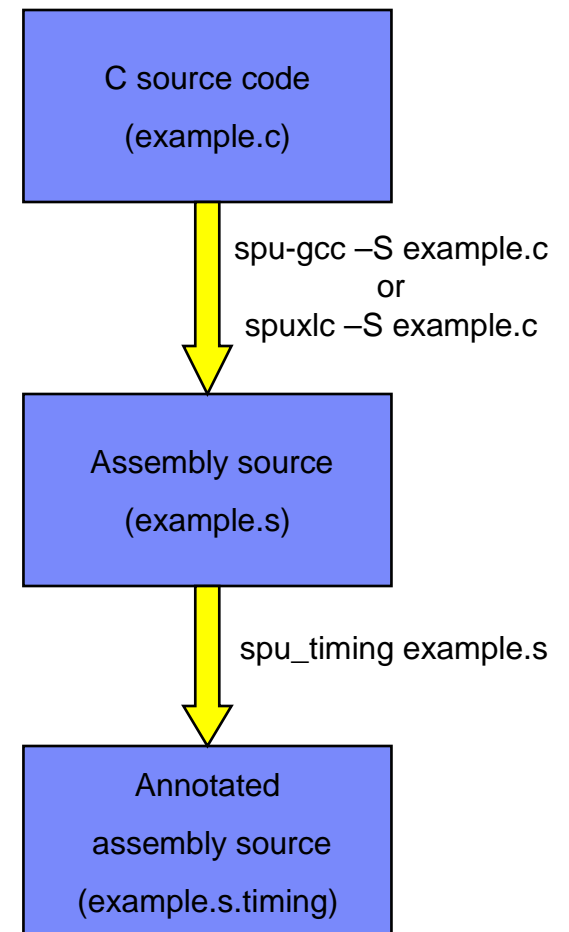 C source code
(example.c)
spu-gcc –S example.c
or
spuxlc –S example.c
Assembly source
(example.s)
spu_timing example.s
Annotated
assembly source
(example.s.timing)